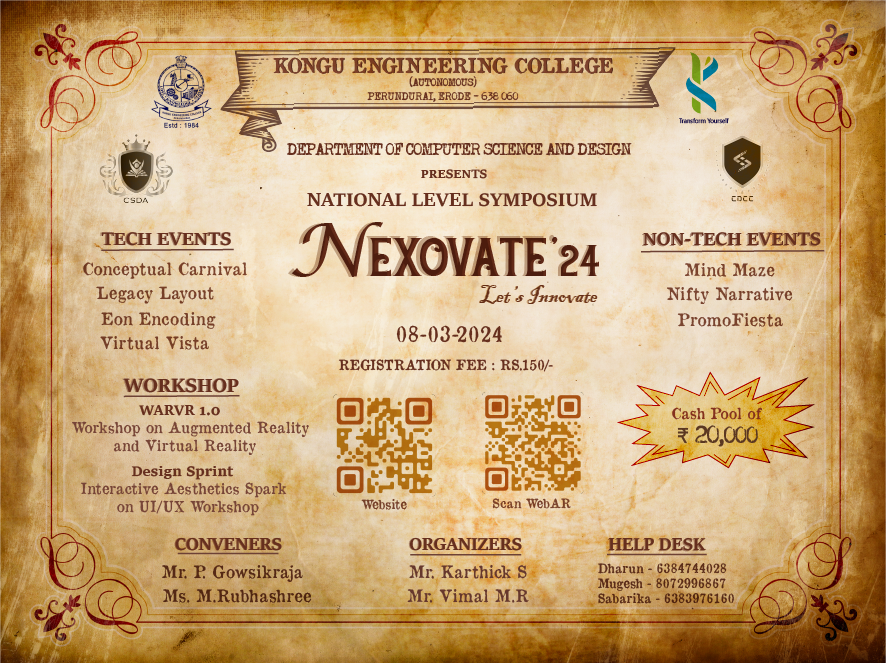 KONGU ENGINEERING COLLEGE
(AUTONOMOUS)
PERUNDURAI, ERODE - 638 060
Estd : 1984
Transform Yourself
CSDA
DEPARTMENT OF COMPUTER SCIENCE AND DESIGN
PRESENTS
NATIONAL LEVEL SYMPOSIUM
NEXOVATE'24
Let's Innovate
08-03-2024
REGISTRATION FEE : RS.150/-
TECH EVENTS
Conceptual Carnival
Legacy Layout
Eon Encoding
Virtual Vista
NON-TECH EVENTS
Mind Maze
Nifty Narrative
PromoFiesta
WORKSHOP
WARVR 1.0
Workshop on Augmented Reality
and Virtual Reality
Design Sprint
Interactive Aesthetics Spark
on UI/UX Workshop
Website
Scan WebAR
Cash Pool of
₹ 20,000
CONVENERS
Mr. P. Gowsikraja
Ms. M.Rubhashree
ORGANIZERS
Mr. Karthick S
Mr. Vimal M.R
HELP DESK
Dharun - 6384744028
Mugesh - 8072996867
Sabarika - 6383976160